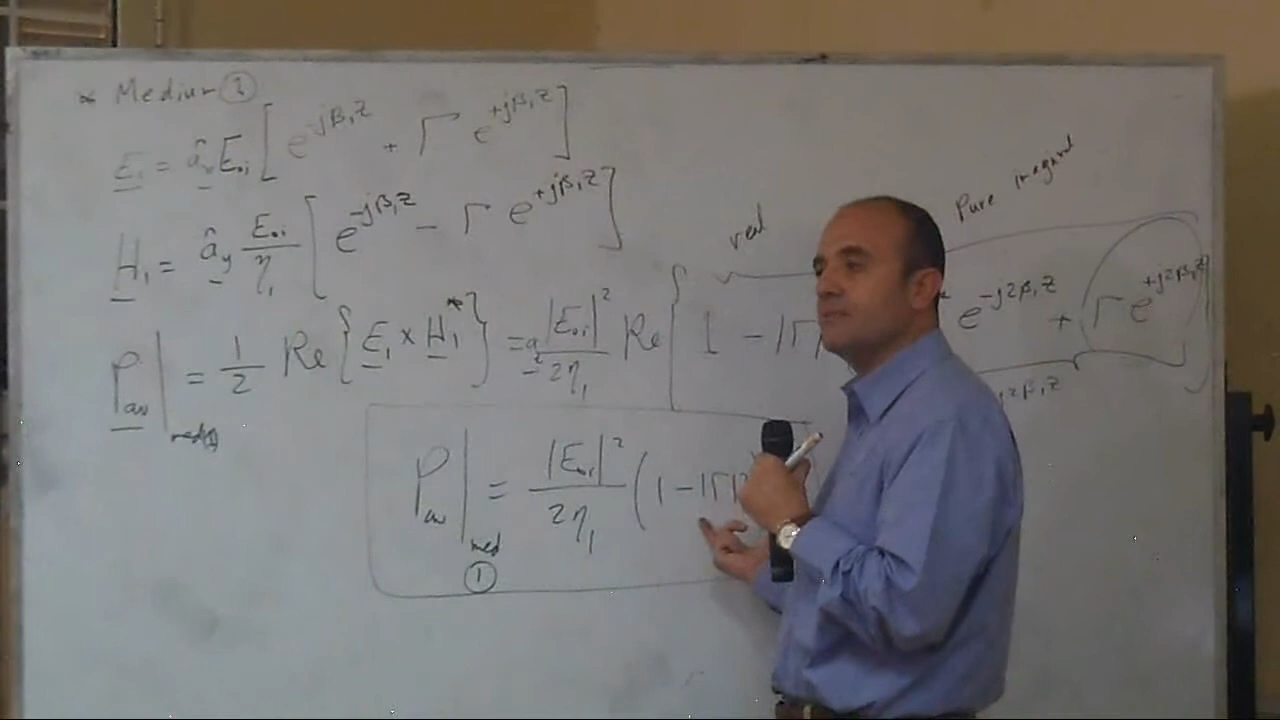 ∝ Medium ①
E₁ = âₓ E₀ᵢ [ e^{-jβ₁z} + Γ e^{+jβ₁z} ]
H₁ = â_y E₀ᵢ/η₁ [ e^{-jβ₁z} − Γ e^{+jβ₁z} ]
real
Pure
P_av | med ① = 1/2 Re { E₁ × H₁* } = a_z |E₀ᵢ|²/2η₁ Re [ 1 − |Γ * e^{-j2β₁z} + Γ e^{+j2β₁z} ]
2β₁z
P_av | med ① = |E₀ᵢ|²/2η₁ (1 − |Γ|²